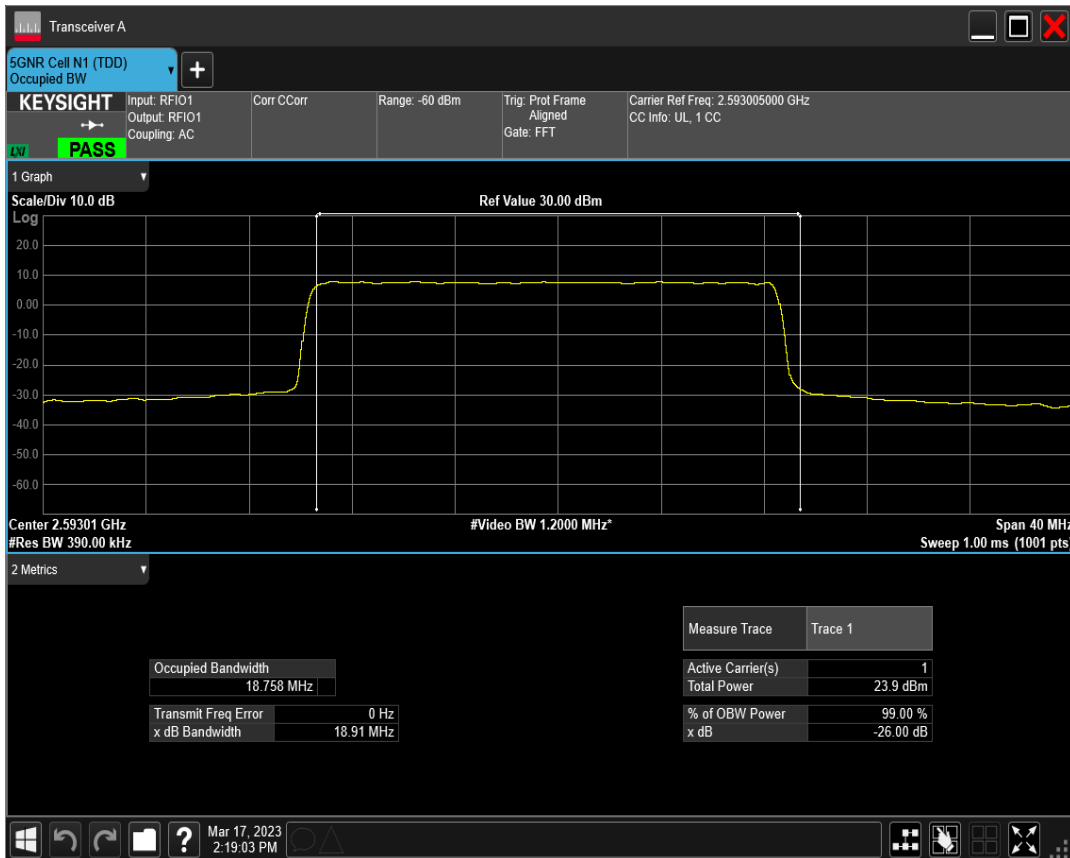 Transceiver A
5GNR Cell N1 (TDD)
Occupied BW
+
KEYSIGHT
LXI
PASS
Input: RFIO1
Output: RFIO1
Coupling: AC
Corr CCorr
Range: -60 dBm
Trig: Prot Frame
Aligned
Gate: FFT
Carrier Ref Freq: 2.593005000 GHz
CC Info: UL, 1 CC
1 Graph
Scale/Div 10.0 dB
Ref Value 30.00 dBm
Log
20.0
10.0
0.00
-10.0
-20.0
-30.0
-40.0
-50.0
-60.0
Center 2.59301 GHz
#Video BW 1.2000 MHz*
Span 40 MHz
#Res BW 390.00 kHz
Sweep 1.00 ms (1001 pts)
2 Metrics
Measure Trace Trace 1
Occupied Bandwidth
18.758 MHz
Active Carrier(s) 1
Total Power 23.9 dBm
Transmit Freq Error 0 Hz
x dB Bandwidth 18.91 MHz
% of OBW Power 99.00 %
x dB -26.00 dB
?
Mar 17, 2023
2:19:03 PM